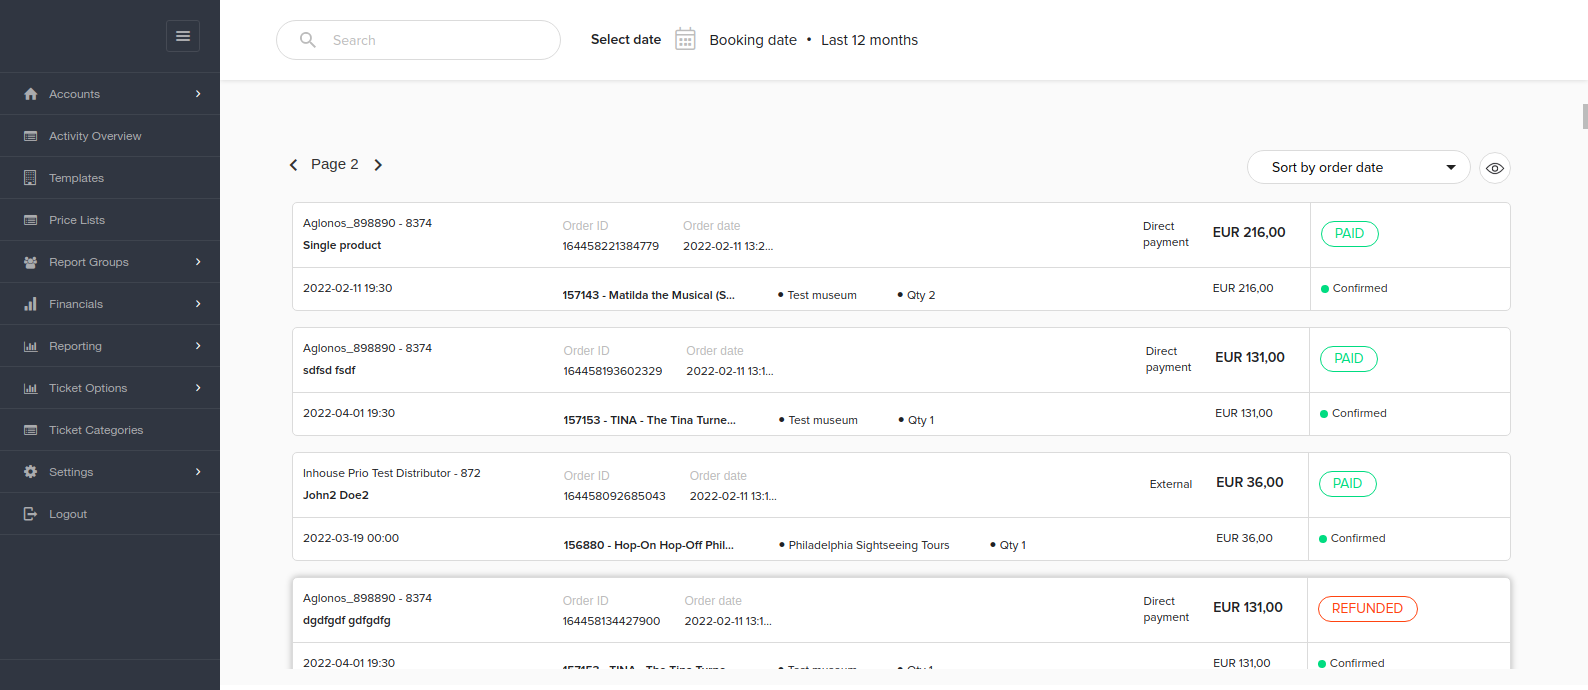 Search
Select date Booking date • Last 12 months
Accounts
Activity Overview
Templates
Price Lists
Report Groups
Financials
Reporting
Ticket Options
Ticket Categories
Settings
Logout
Page 2
Sort by order date
Aglonos_898890 - 8374 Order ID Order date Direct payment EUR 216,00 PAID
Single product 164458221384779 2022-02-11 13:2...
2022-02-11 19:30 157143 - Matilda the Musical (S... • Test museum • Qty 2 EUR 216,00 Confirmed
Aglonos_898890 - 8374 Order ID Order date Direct payment EUR 131,00 PAID
sdfsd fsdf 164458193602329 2022-02-11 13:1...
2022-04-01 19:30 157153 - TINA - The Tina Turne... • Test museum • Qty 1 EUR 131,00 Confirmed
Inhouse Prio Test Distributor - 872 Order ID Order date External EUR 36,00 PAID
John2 Doe2 164458092685043 2022-02-11 13:1...
2022-03-19 00:00 156880 - Hop-On Hop-Off Phil... • Philadelphia Sightseeing Tours • Qty 1 EUR 36,00 Confirmed
Aglonos_898890 - 8374 Order ID Order date Direct payment EUR 131,00 REFUNDED
dgdfgdf gdfgdfg 164458134427900 2022-02-11 13:1...
2022-04-01 19:30 157153 - TINA - The Tina Turne... • Test museum • Qty 1 EUR 131,00 Confirmed